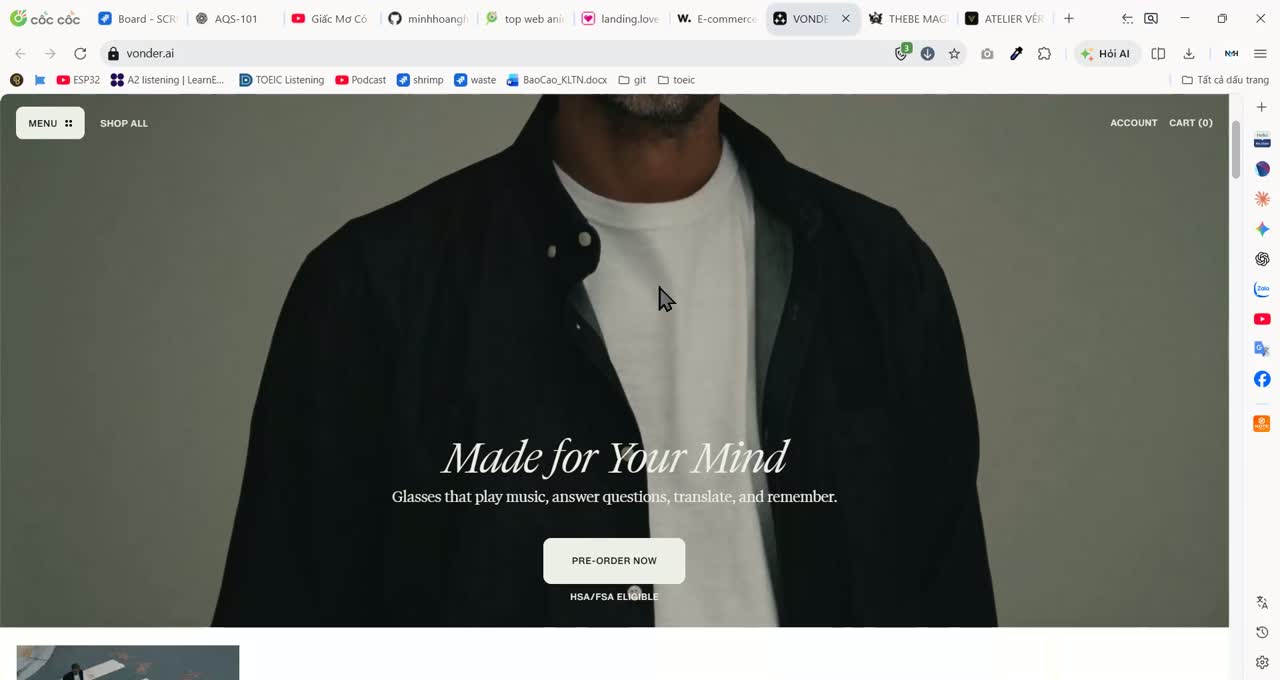 cốc cốc
Board - SCR
AQS-101
Giấc Mơ Có
minhhoangh
top web ani
landing.love
W. E-commerce
VONDE
THEBE MAG
ATELIER VÉR
vonder.ai
3
Hỏi AI
NMH
ESP32
A2 listening | LearnE...
TOEIC Listening
Podcast
shrimp
waste
BaoCao_KLTN.docx
git
toeic
Tất cả dấu trang
MENU
SHOP ALL
ACCOUNT
CART (0)
Made for Your Mind
Glasses that play music, answer questions, translate, and remember.
PRE-ORDER NOW
HSA/FSA ELIGIBLE
Zalo